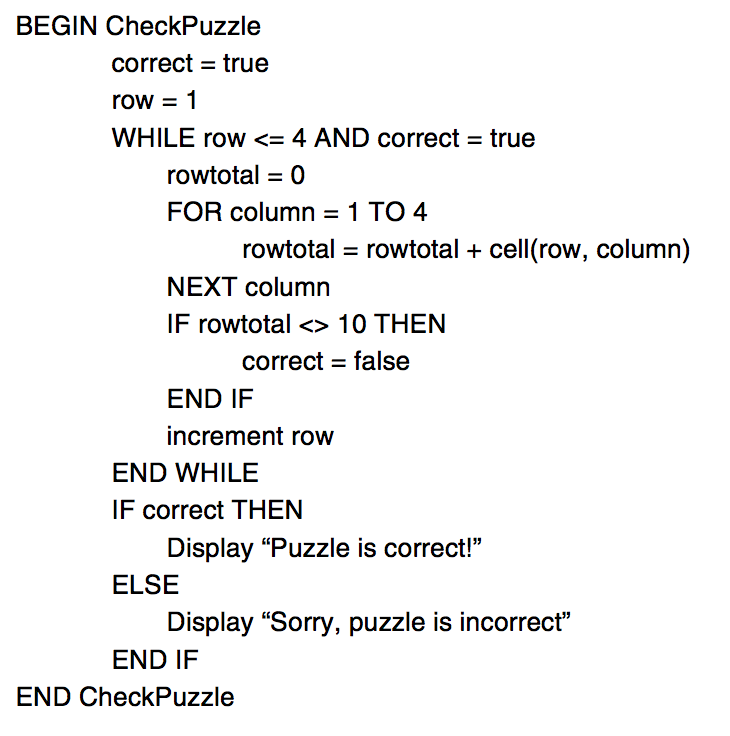 BEGIN CheckPuzzle
correct = true
row = 1
WHILE row <= 4 AND correct = true
rowtotal = 0
FOR column = 1 TO 4
rowtotal = rowtotal + cell(row, column)
NEXT column
IF rowtotal <> 10 THEN
correct = false
END IF
increment row
END WHILE
IF correct THEN
Display “Puzzle is correct!”
ELSE
Display “Sorry, puzzle is incorrect”
END IF
END CheckPuzzle